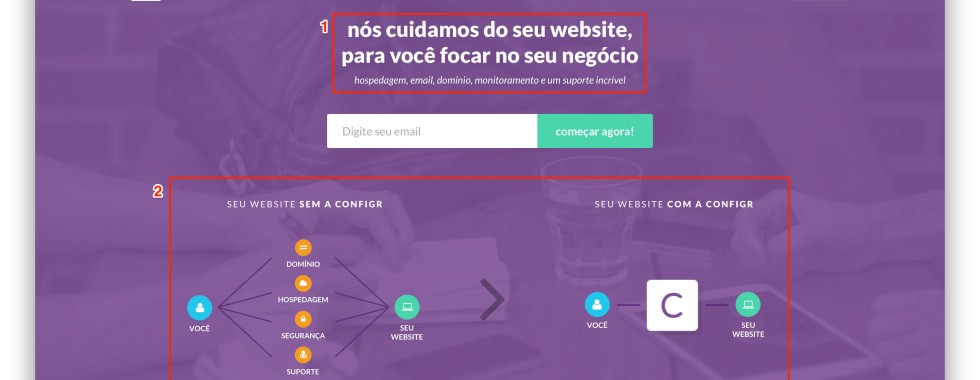 1
nós cuidamos do seu website,
para você focar no seu negócio
hospedagem, email, domínio, monitoramento e um suporte incrível
Digite seu email
começar agora!
2
SEU WEBSITE SEM A CONFIGR
DOMÍNIO
HOSPEDAGEM
SEGURANÇA
SUPORTE
VOCÊ
SEU
WEBSITE
SEU WEBSITE COM A CONFIGR
VOCÊ
C
SEU
WEBSITE